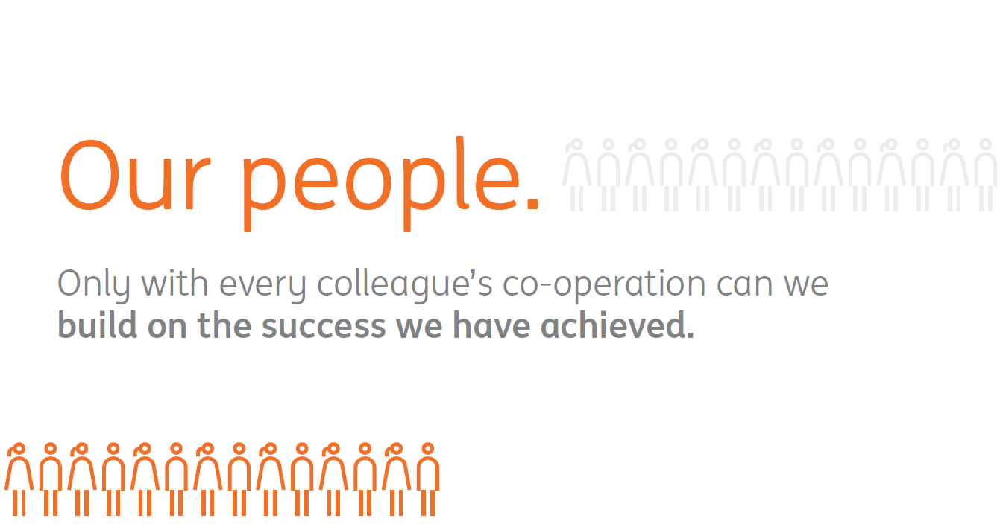 Our people.
Only with every colleague’s co-operation can we
build on the success we have achieved.